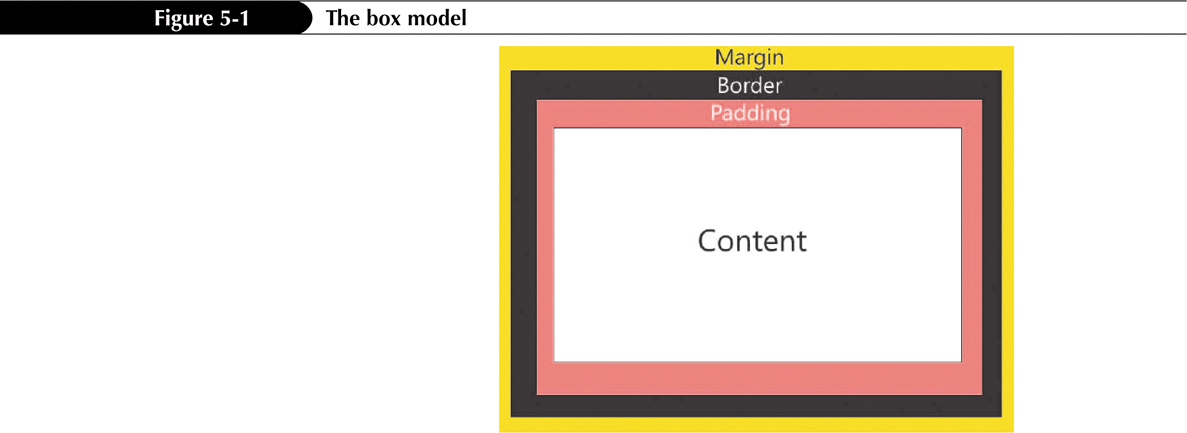 Figure 5-1 The box model
Margin
Border
Padding
Content